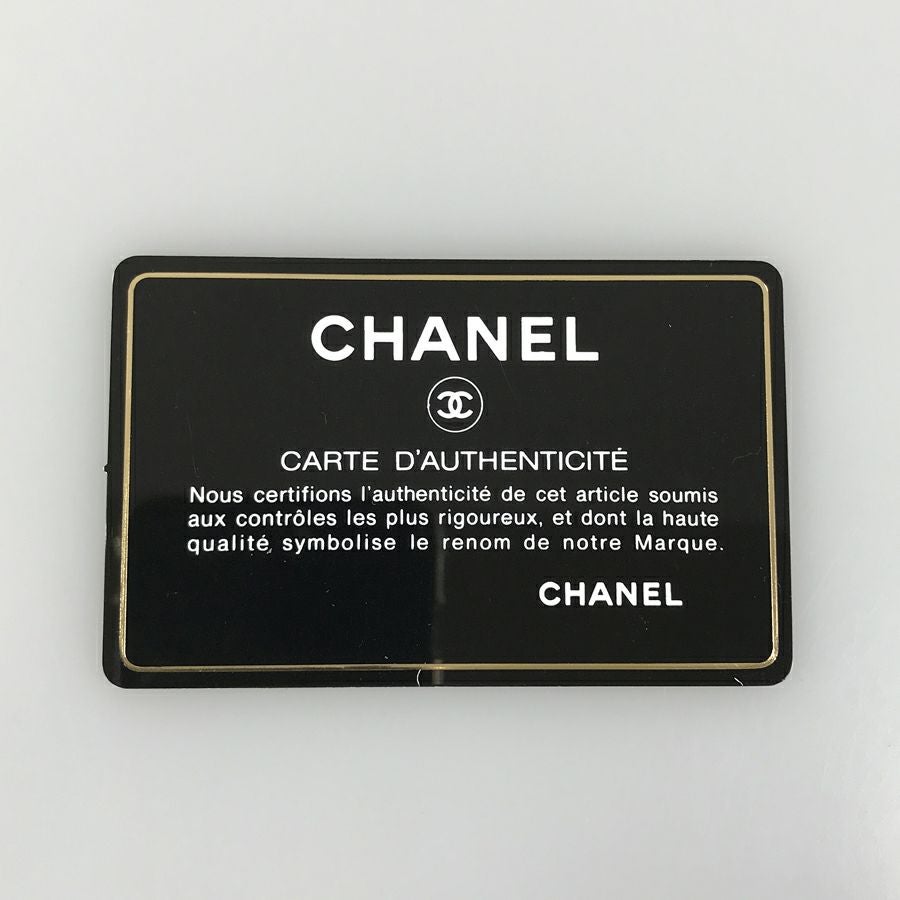 CHANEL
CARTE D'AUTHENTICITÉ
Nous certifions l'authenticité de cet article soumis
aux contrôles les plus rigoureux, et dont la haute
qualité symbolise le renom de notre Marque.
CHANEL